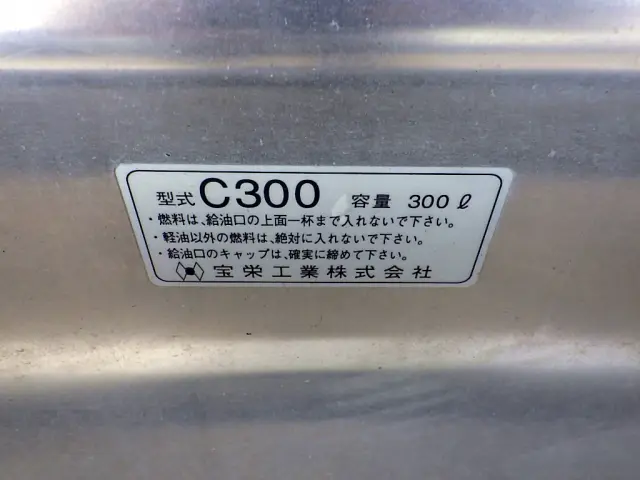 型式 C300 容量 300ℓ
・燃料は、給油口の上面一杯まで入れないで下さい。
・軽油以外の燃料は、絶対に入れないで下さい。
・給油口のキャップは、確実に締めて下さい。
宝栄工業株式会社